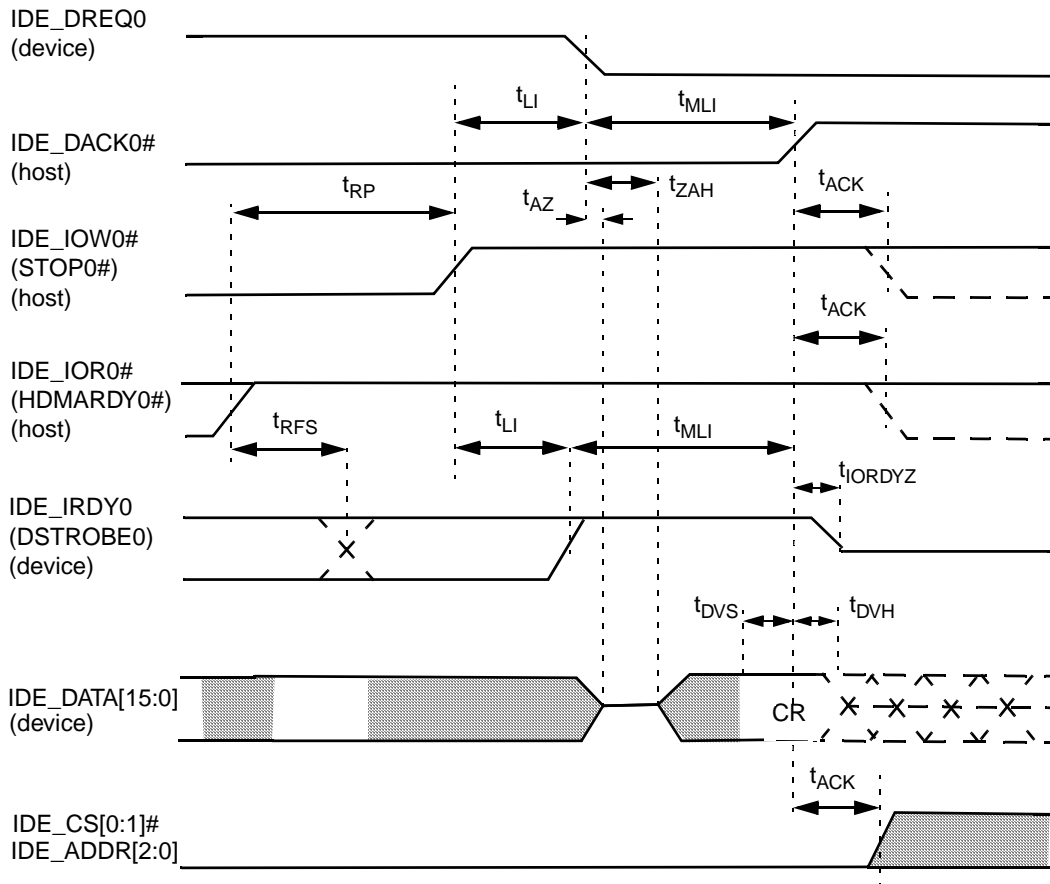 IDE_DREQ0
(device)
tLI
tMLI
IDE_DACK0#
(host)
tRP
tAZ
tZAH
tACK
IDE_IOW0#
(STOP0#)
(host)
tACK
IDE_IOR0#
(HDMARDY0#)
(host)
tRFS
tLI
tMLI
tIORDYZ
IDE_IRDY0
(DSTROBE0)
(device)
tDVS
tDVH
IDE_DATA[15:0]
(device)
CR
tACK
IDE_CS[0:1]#
IDE_ADDR[2:0]